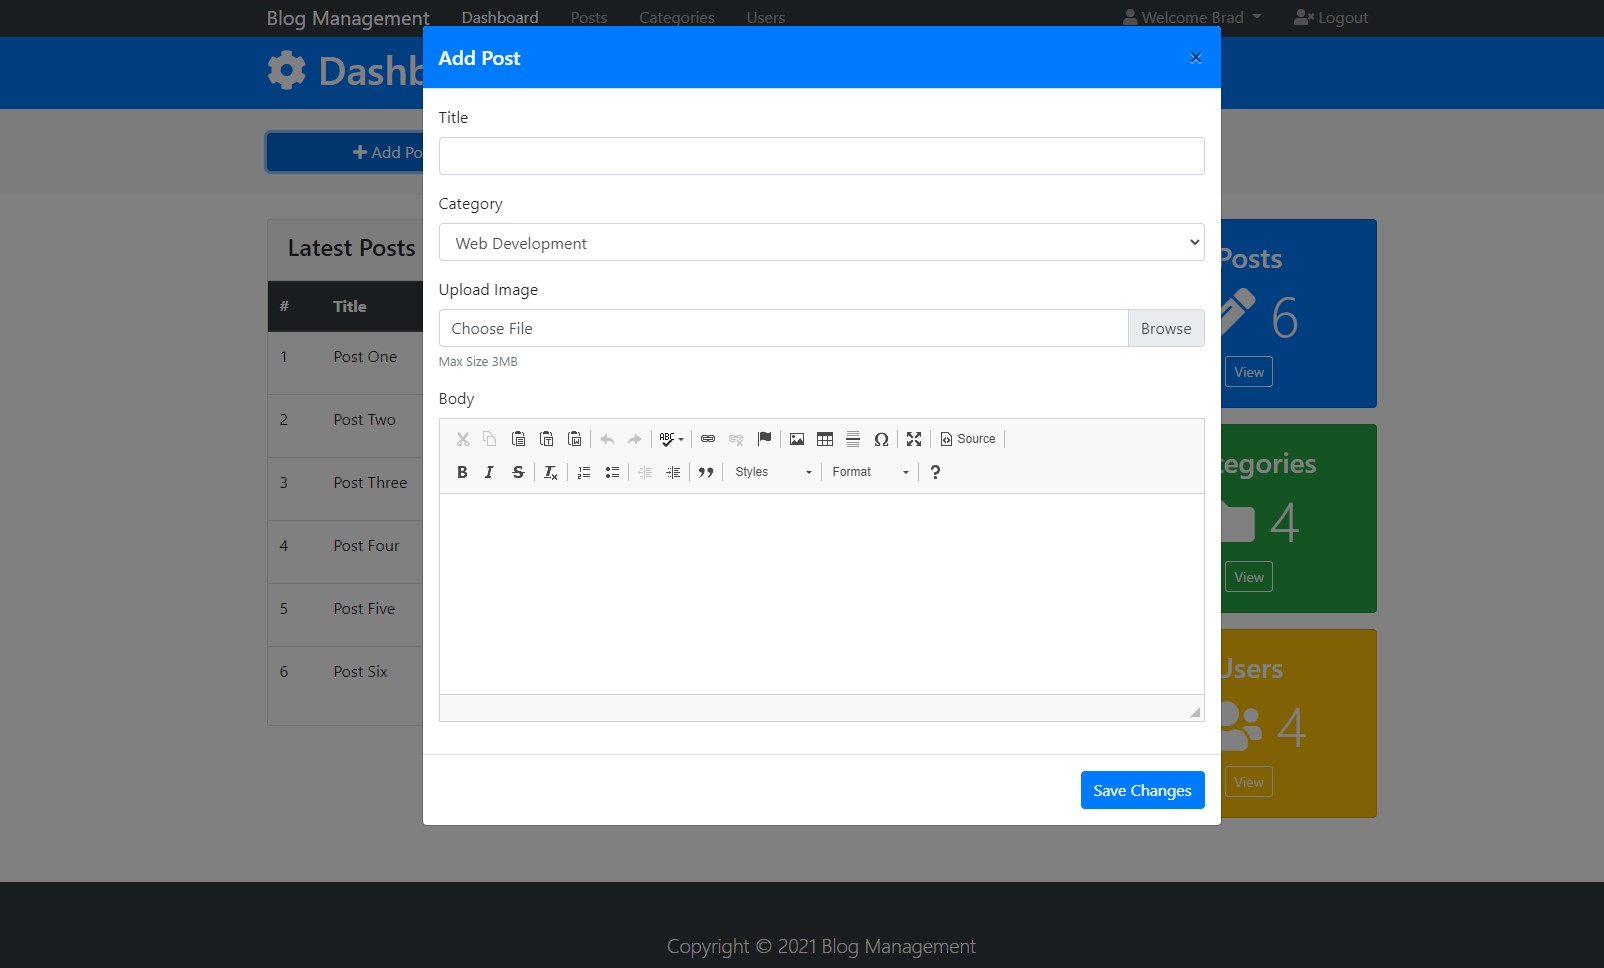 Blog Management Dashboard Posts Categories Users Welcome Brad Logout
Dashb
Add Post ×
Add Po
Title
Category
Web Development
Upload Image
Choose File Browse
Max Size 3MB
Body
ABC Ω Source
B I S Tx Styles Format ?
Save Changes
Latest Posts
# Title
1 Post One
2 Post Two
3 Post Three
4 Post Four
5 Post Five
6 Post Six
Posts
6
View
tegories
4
View
Users
4
View
Copyright © 2021 Blog Management